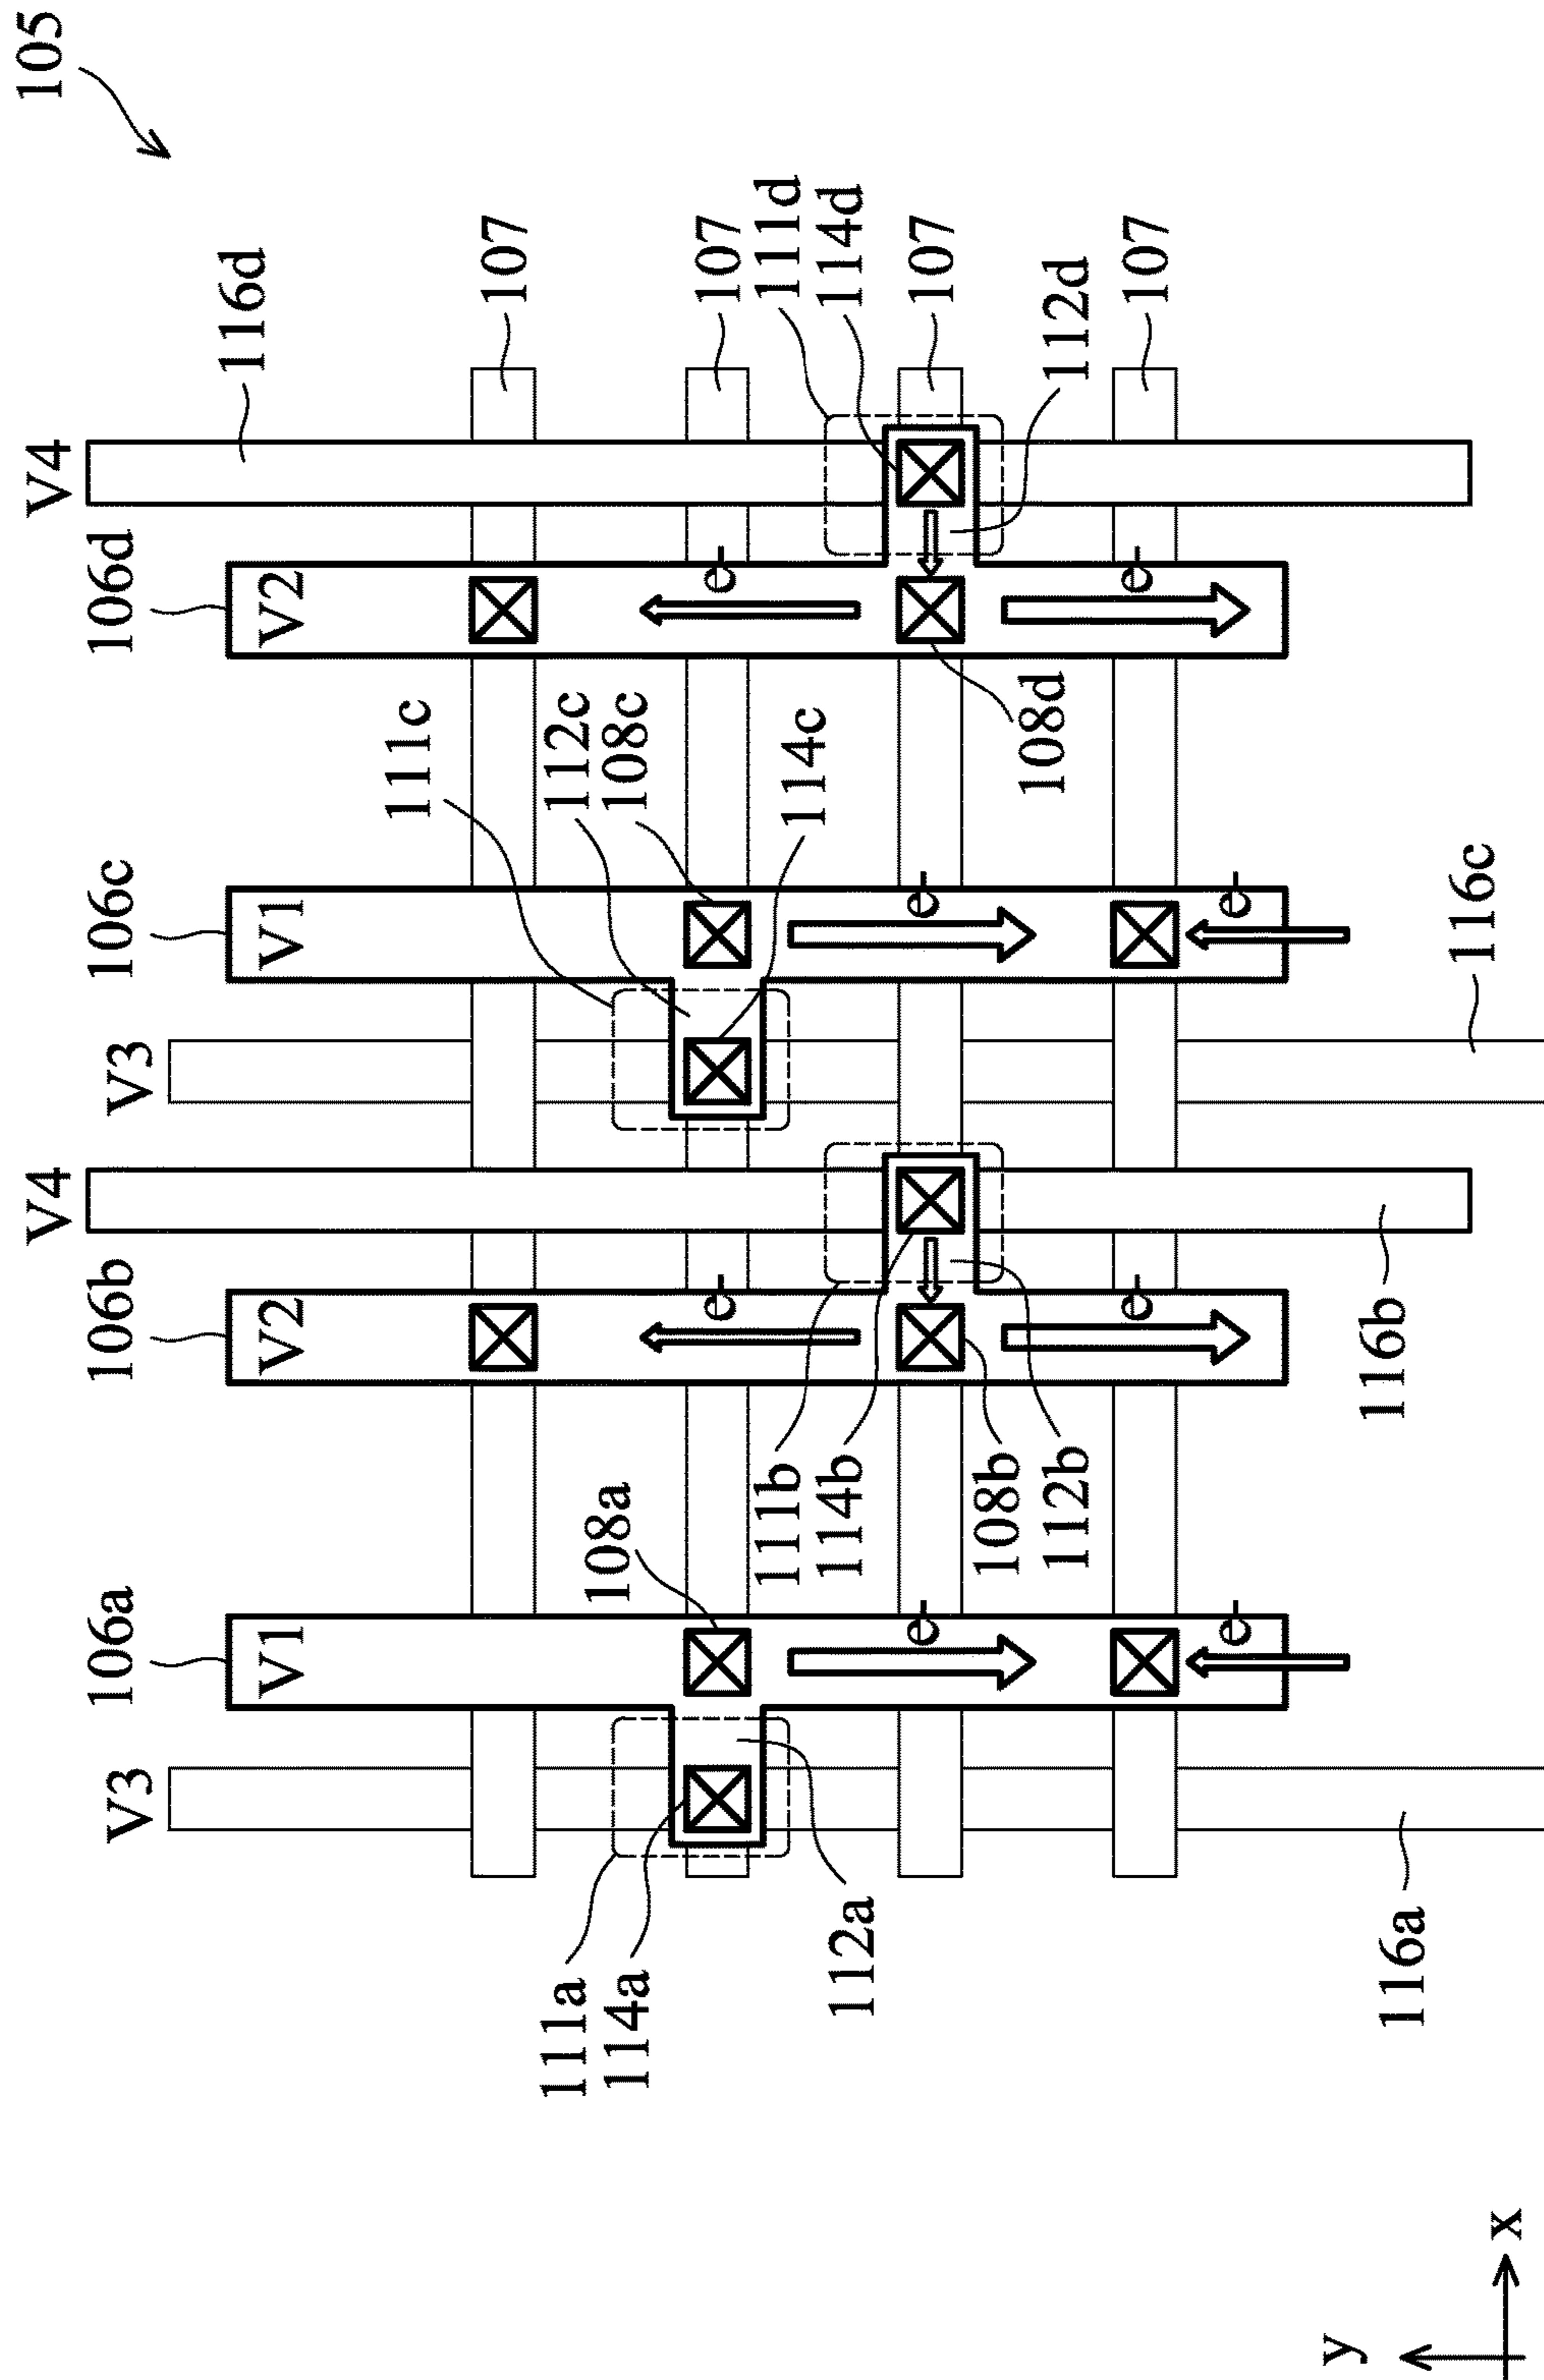 105
V4
116d
106d
V2
107
107
111d
114d
107
107
112d
e-
e-
108d
111c
112c
108c
114c
106c
V1
e-
e-
116c
V3
V4
106b
V2
e-
e-
116b
111b
114b
108b
112b
108a
106a
V1
e-
e-
V3
111a
114a
112a
116a
y
x